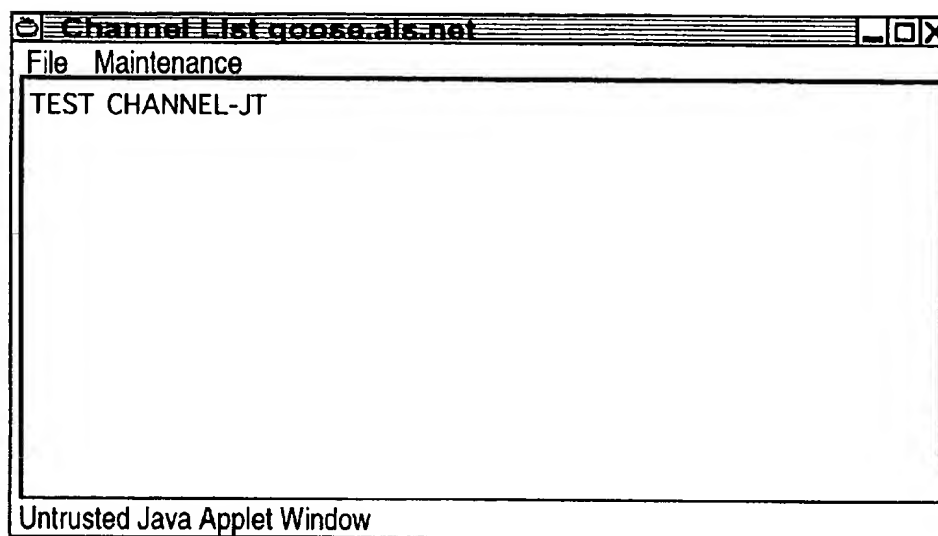 Channel List goose.als.net
File Maintenance
TEST CHANNEL-JT
Untrusted Java Applet Window